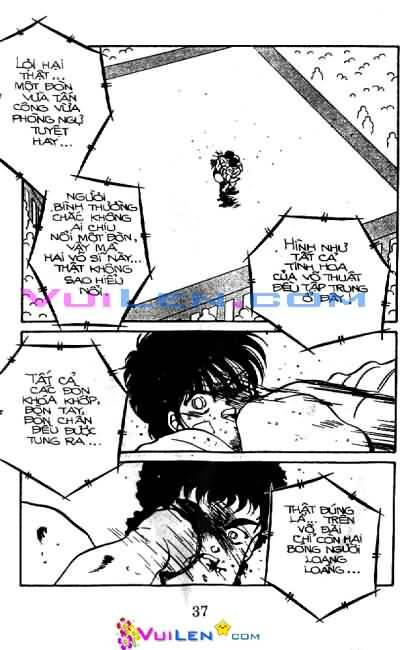 LỢI HẠI
THẬT...
MỘT ĐÒN
VỪA TẤN
CÔNG VỪA
PHÒNG NGỰ
TUYỆT
HAY...
NGƯỜI
BÌNH THƯỜNG
CHẮC KHÔNG
AI CHỊU
NỔI MỘT ĐÒN,
VẬY MÀ
HAI VÕ SĨ NÀY...
THẬT KHÔNG
SAO HIỂU
NỔI
HÌNH NHƯ
TẤT CẢ
TINH HOA
CỦA VÕ THUẬT
ĐỀU TẬP TRUNG
Ở ĐÂY...
VUILEN.COM
TẤT CẢ
CÁC ĐÒN
KHÓA KHỚP,
ĐÒN TAY,
ĐÒN CHÂN
ĐỀU ĐƯỢC
TUNG RA...
THẬT ĐÚNG
LÀ... TRÊN
VÕ ĐÀI
CHỈ CÒN HAI
BÓNG NGƯỜI
LOANG
LOANG...
37
VUILEN.COM